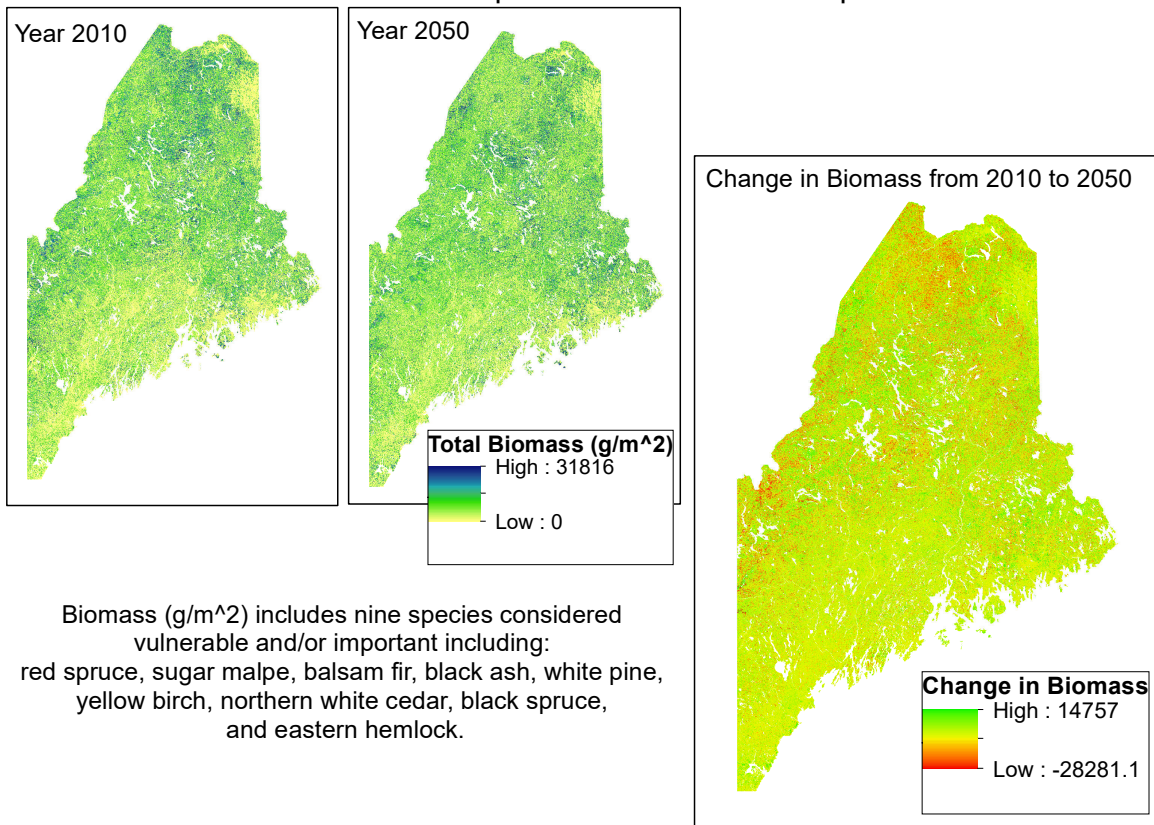 Year 2010
Year 2050
Total Biomass (g/m^2)
High : 31816
Low : 0
Change in Biomass from 2010 to 2050
Change in Biomass
High : 14757
Low : -28281.1
Biomass (g/m^2) includes nine species considered
vulnerable and/or important including:
red spruce, sugar malpe, balsam fir, black ash, white pine,
yellow birch, northern white cedar, black spruce,
and eastern hemlock.